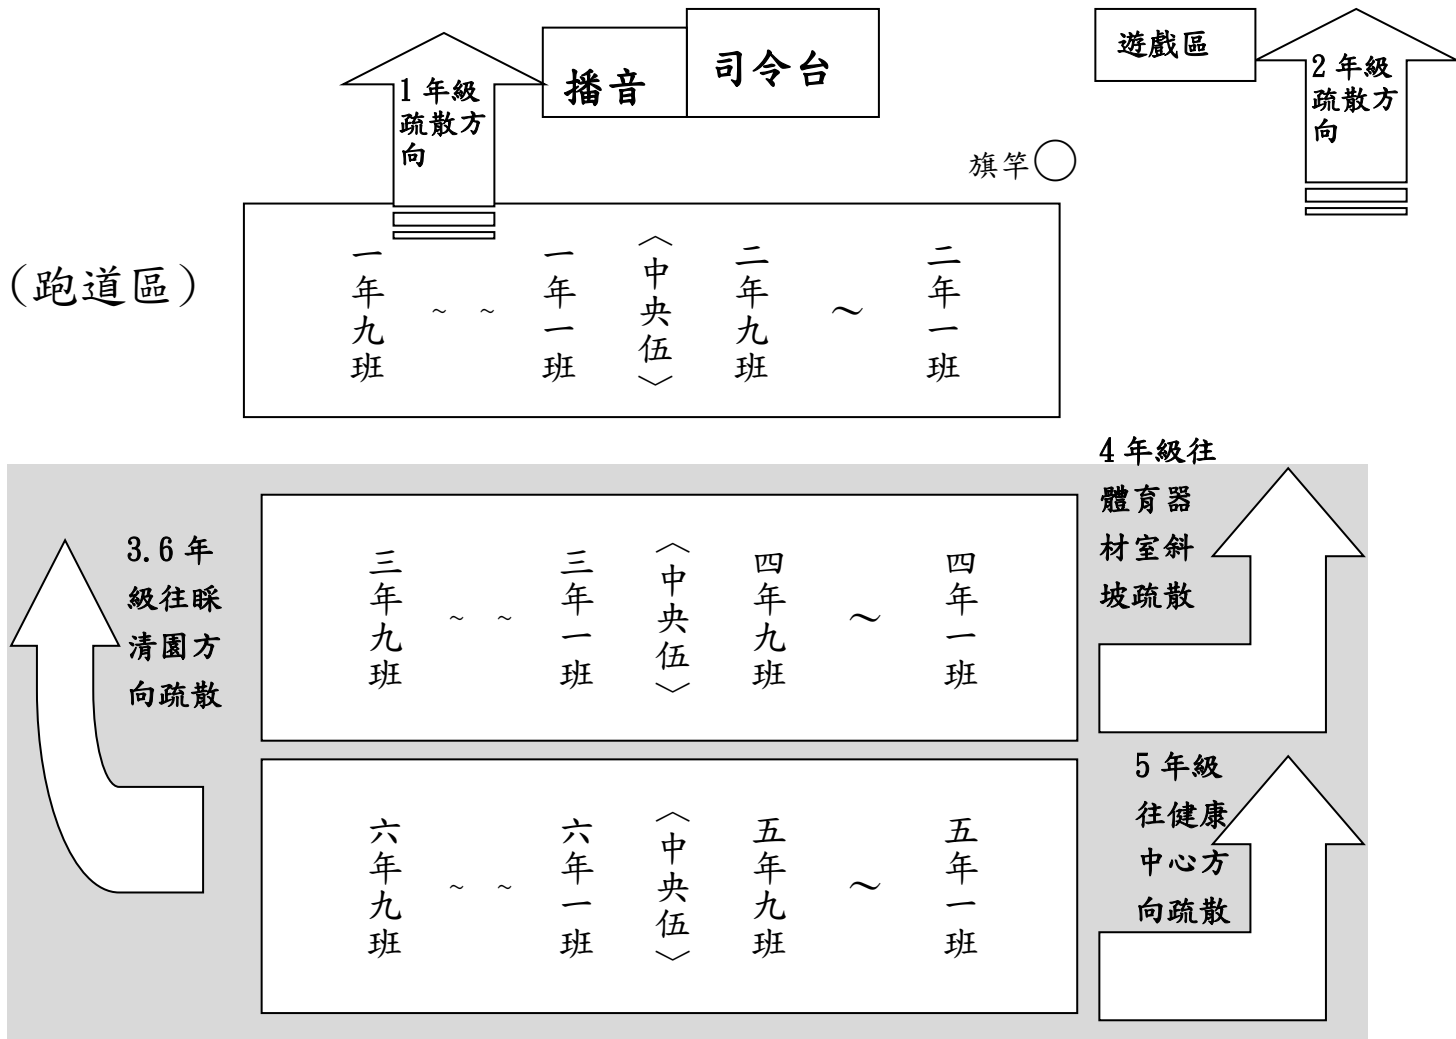 司令台
播音
遊戲區
1 年級
疏散方
向
2 年級
疏散方
向
旗竿
(跑道區)
一年九班
~ ~
一年一班
〈中央伍〉
二年九班
~
二年一班
3.6 年
級往睬
清園方
向疏散
三年九班
~ ~
三年一班
〈中央伍〉
四年九班
~
四年一班
4 年級往
體育器
材室斜
坡疏散
六年九班
~ ~
六年一班
〈中央伍〉
五年九班
~
五年一班
5 年級
往健康
中心方
向疏散